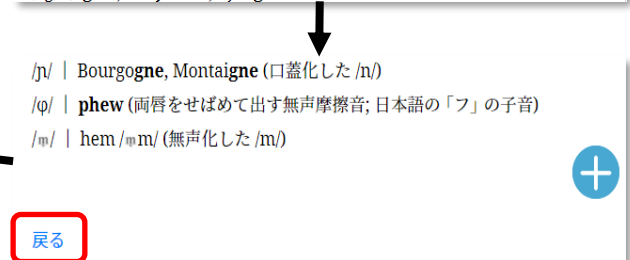 /ɲ/ | Bourgogne, Montaigne (口蓋化した /n/)
/φ/ | phew (両唇をせばめて出す無声摩擦音; 日本語の「フ」の子音)
/m̥/ | hem /m̥m/ (無声化した /m/)
戻る